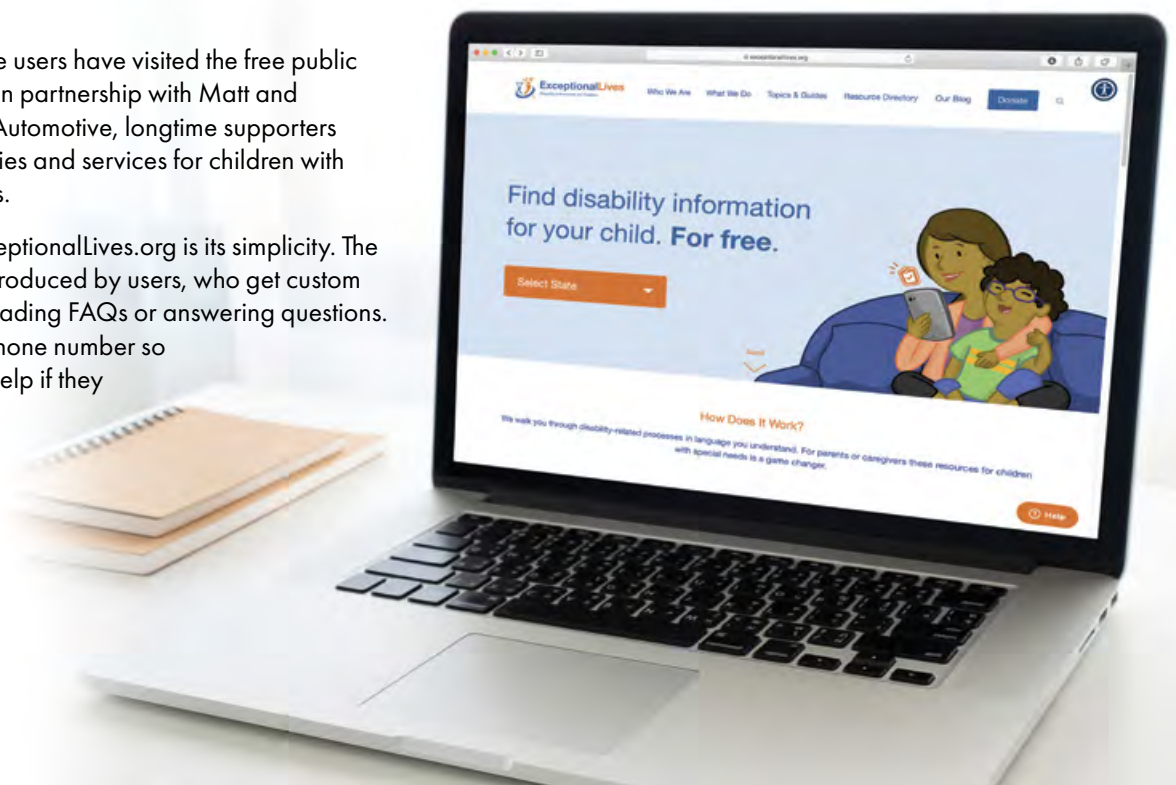 e users have visited the free public
n partnership with Matt and
Automotive, longtime supporters
ies and services for children with
s.
eptionalLives.org is its simplicity. The
roduced by users, who get custom
ading FAQs or answering questions.
hone number so
elp if they
exceptionallives.org
ExceptionalLives
Who We Are What We Do Topics & Guides Resource Directory Our Blog Donate
Find disability information
for your child. For free.
Select State
Scroll
How Does It Work?
We walk you through disability-related processes in language you understand. For parents or caregivers these resources for children
with special needs is a game changer.
Help